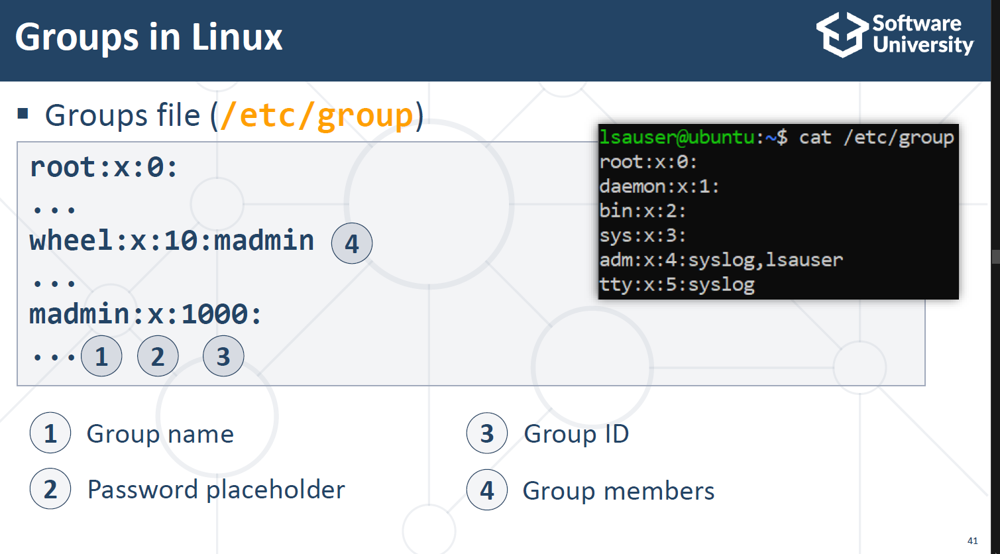 Groups in Linux
Software
University
▪ Groups file (/etc/group)
root:x:0:
...
wheel:x:10:madmin 4
...
madmin:x:1000:
... 1 2 3
lsauser@ubuntu:~$ cat /etc/group
root:x:0:
daemon:x:1:
bin:x:2:
sys:x:3:
adm:x:4:syslog,lsauser
tty:x:5:syslog
1 Group name
2 Password placeholder
3 Group ID
4 Group members
41